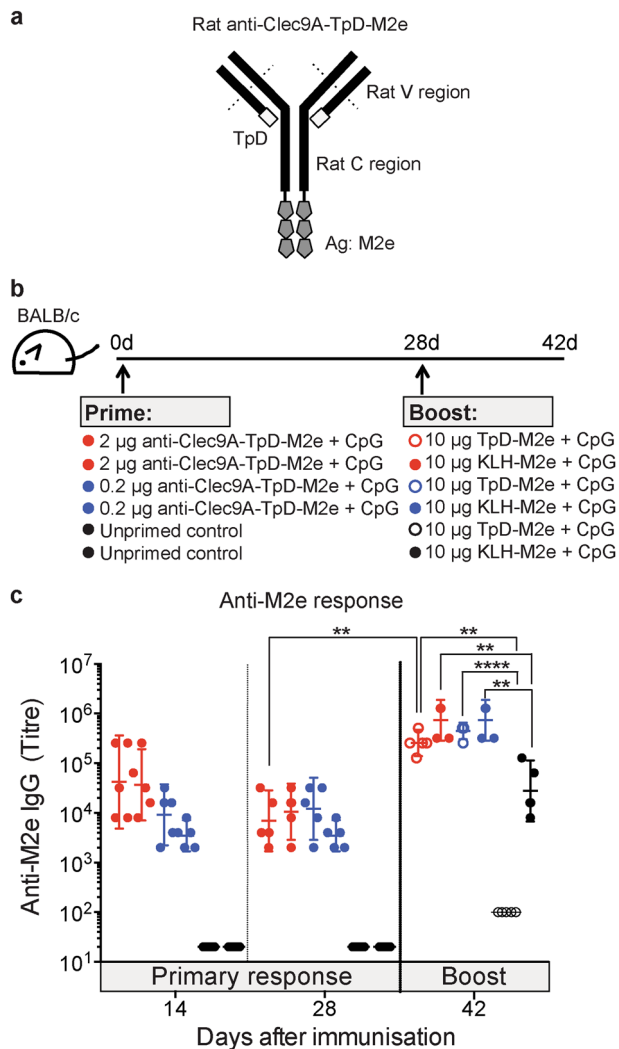 a
Rat anti-Clec9A-TpD-M2e
Rat V region
TpD
Rat C region
Ag: M2e
b
BALB/c
0d 28d 42d
Prime: Boost:
2 µg anti-Clec9A-TpD-M2e + CpG 10 µg TpD-M2e + CpG
2 µg anti-Clec9A-TpD-M2e + CpG 10 µg KLH-M2e + CpG
0.2 µg anti-Clec9A-TpD-M2e + CpG 10 µg TpD-M2e + CpG
0.2 µg anti-Clec9A-TpD-M2e + CpG 10 µg KLH-M2e + CpG
Unprimed control 10 µg TpD-M2e + CpG
Unprimed control 10 µg KLH-M2e + CpG
c
Anti-M2e response
** **
**
****
**
10⁷
10⁶
10⁵
10⁴
10³
10²
10¹
Anti-M2e IgG (Titre)
Primary response Boost
14 28 42
Days after immunisation